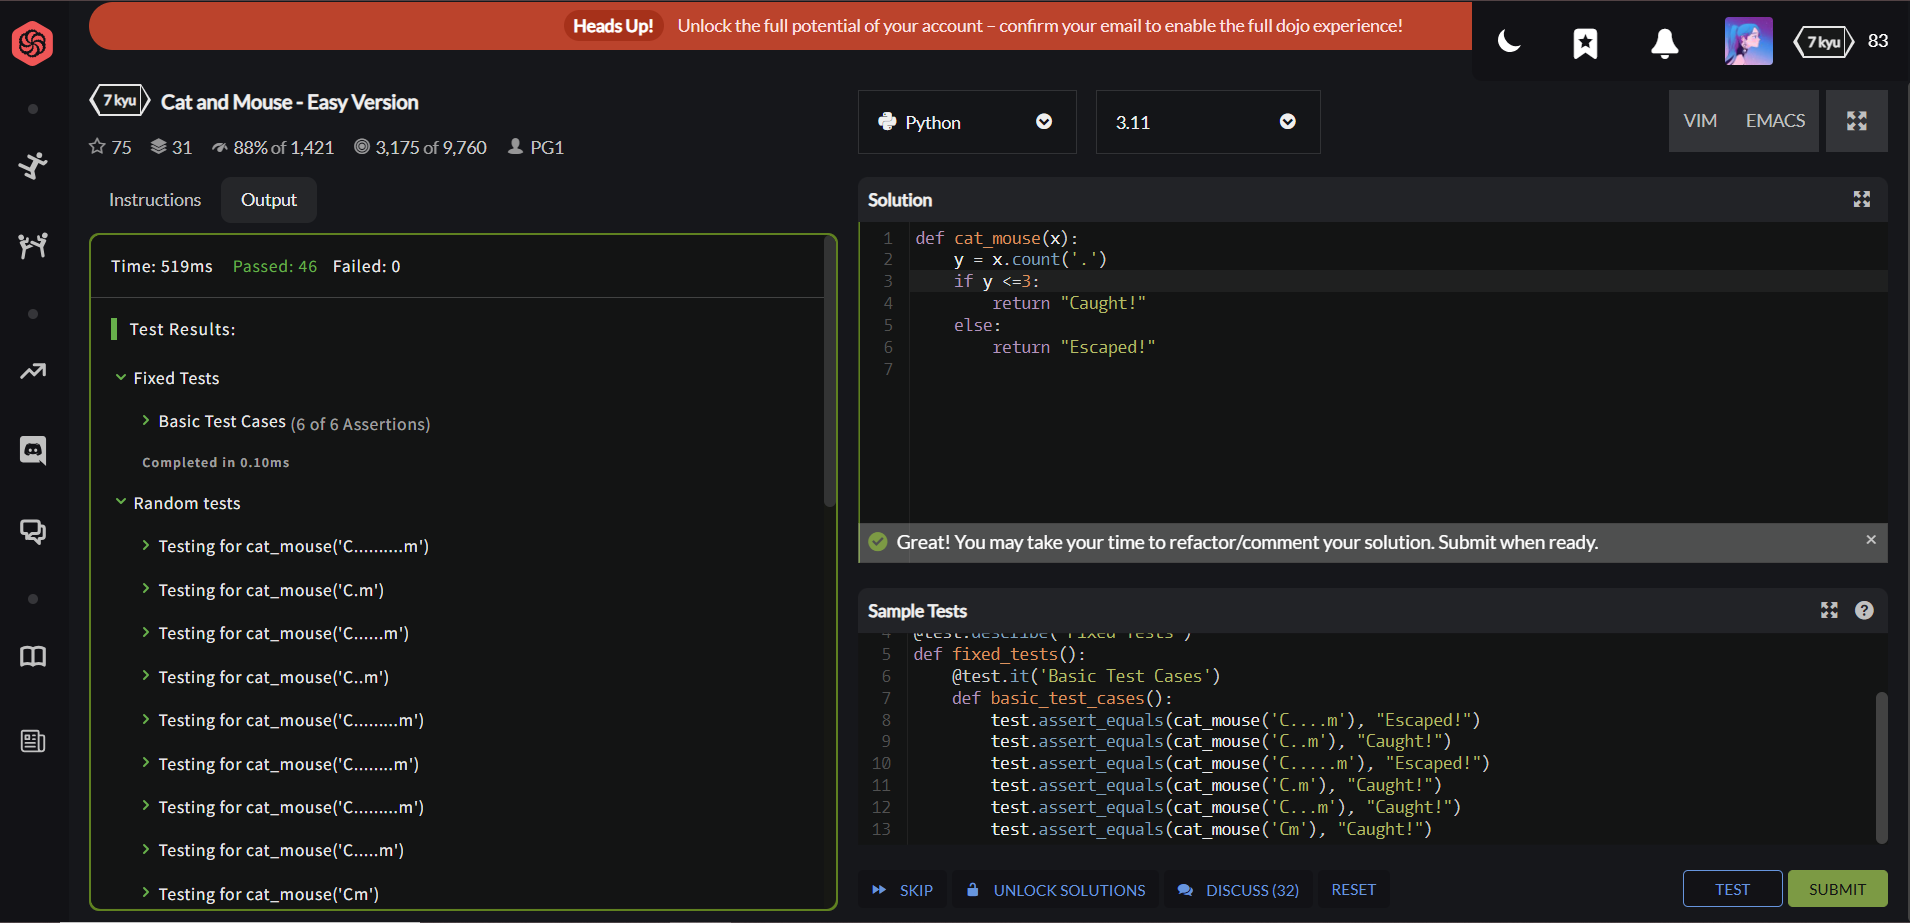 Heads Up! Unlock the full potential of your account – confirm your email to enable the full dojo experience!
7 kyu 83
7 kyu Cat and Mouse - Easy Version
75 31 88% of 1,421 3,175 of 9,760 PG1
Instructions Output
Time: 519ms Passed: 46 Failed: 0
Test Results:
Fixed Tests
Basic Test Cases (6 of 6 Assertions)
Completed in 0.10ms
Random tests
Testing for cat_mouse('C..........m')
Testing for cat_mouse('C.m')
Testing for cat_mouse('C......m')
Testing for cat_mouse('C..m')
Testing for cat_mouse('C.........m')
Testing for cat_mouse('C........m')
Testing for cat_mouse('C.........m')
Testing for cat_mouse('C.....m')
Testing for cat_mouse('Cm')
Python 3.11 VIM EMACS
Solution
1 def cat_mouse(x):
2 y = x.count('.')
3 if y <=3:
4 return "Caught!"
5 else:
6 return "Escaped!"
7
Great! You may take your time to refactor/comment your solution. Submit when ready.
Sample Tests
4 @test.describe('Fixed Tests')
5 def fixed_tests():
6 @test.it('Basic Test Cases')
7 def basic_test_cases():
8 test.assert_equals(cat_mouse('C....m'), "Escaped!")
9 test.assert_equals(cat_mouse('C..m'), "Caught!")
10 test.assert_equals(cat_mouse('C.....m'), "Escaped!")
11 test.assert_equals(cat_mouse('C.m'), "Caught!")
12 test.assert_equals(cat_mouse('C...m'), "Caught!")
13 test.assert_equals(cat_mouse('Cm'), "Caught!")
SKIP UNLOCK SOLUTIONS DISCUSS (32) RESET TEST SUBMIT